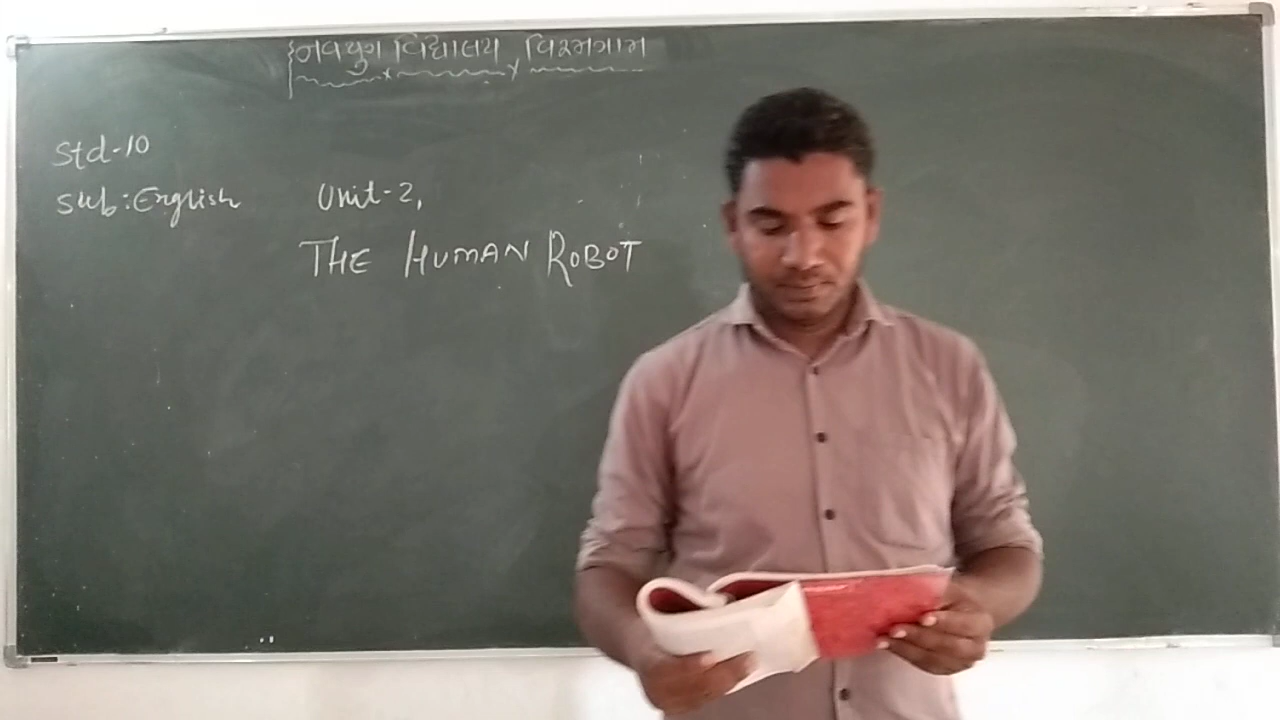 નવયુગ વિદ્યાલય, વિરમગામ
Std-10
Sub: English
Unit-2,
THE HUMAN ROBOT